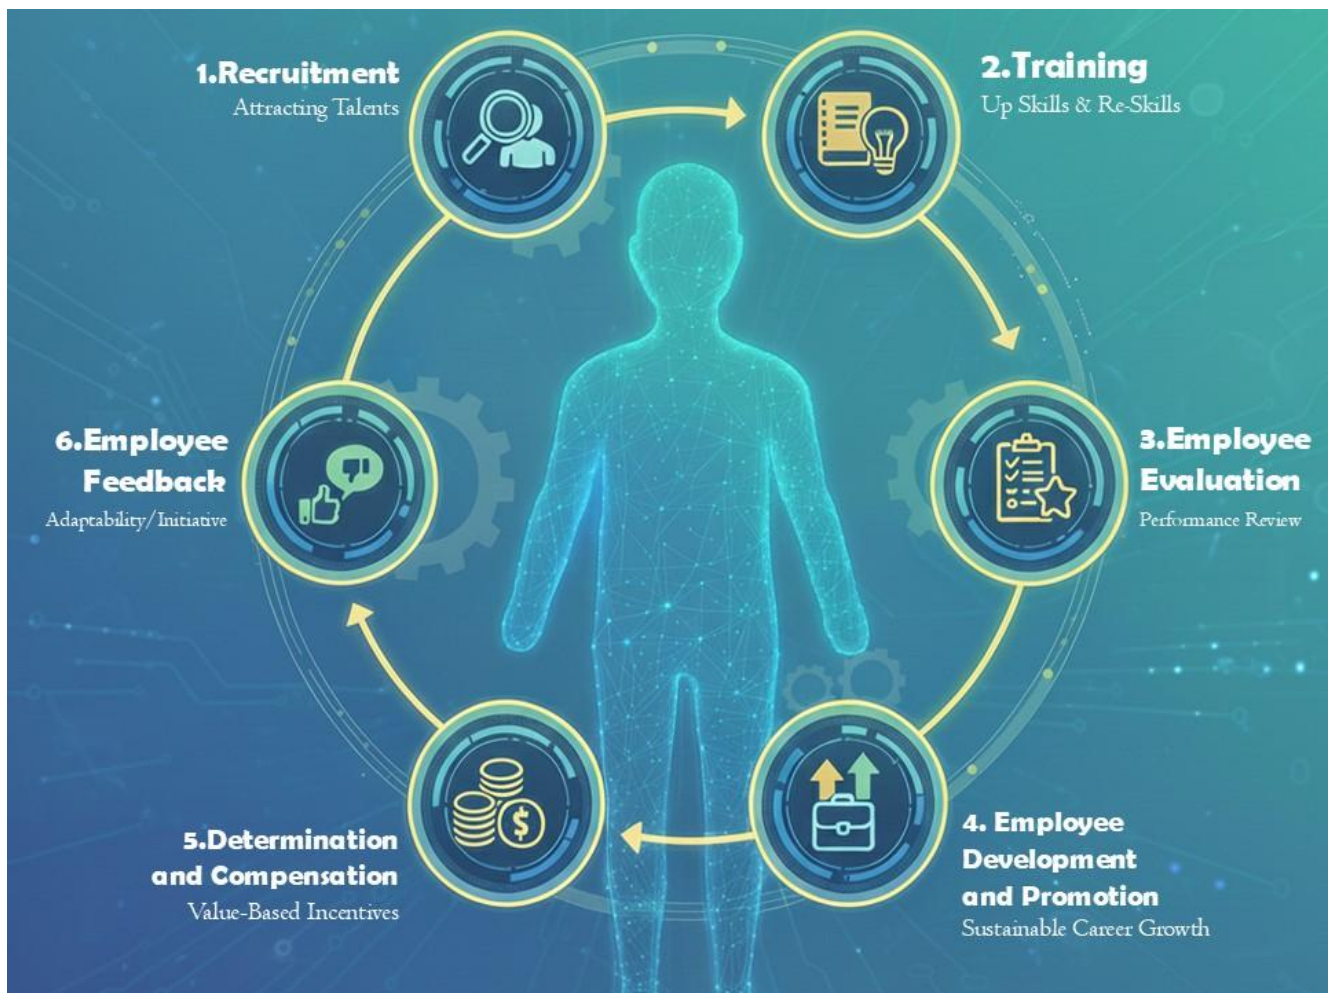 1.Recruitment
Attracting Talents
2.Training
Up Skills & Re-Skills
3.Employee
Evaluation
Performance Review
4. Employee
Development
and Promotion
Sustainable Career Growth
5.Determination
and Compensation
Value-Based Incentives
6.Employee
Feedback
Adaptability/Initiative
$